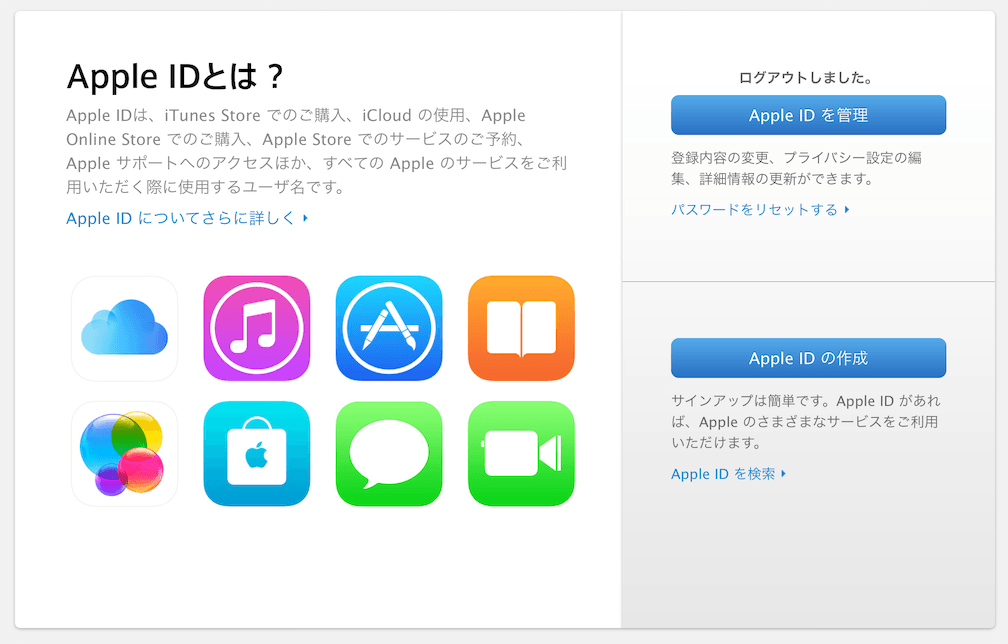 Apple IDとは？
Apple IDは、iTunes Store でのご購入、iCloud の使用、Apple
Online Store でのご購入、Apple Store でのサービスのご予約、
Apple サポートへのアクセスほか、すべての Apple のサービスをご利
用いただく際に使用するユーザ名です。
Apple ID についてさらに詳しく
ログアウトしました。
Apple ID を管理
登録内容の変更、プライバシー設定の編
集、詳細情報の更新ができます。
パスワードをリセットする
Apple ID の作成
サインアップは簡単です。Apple ID があれ
ば、Apple のさまざまなサービスをご利用
いただけます。
Apple ID を検索